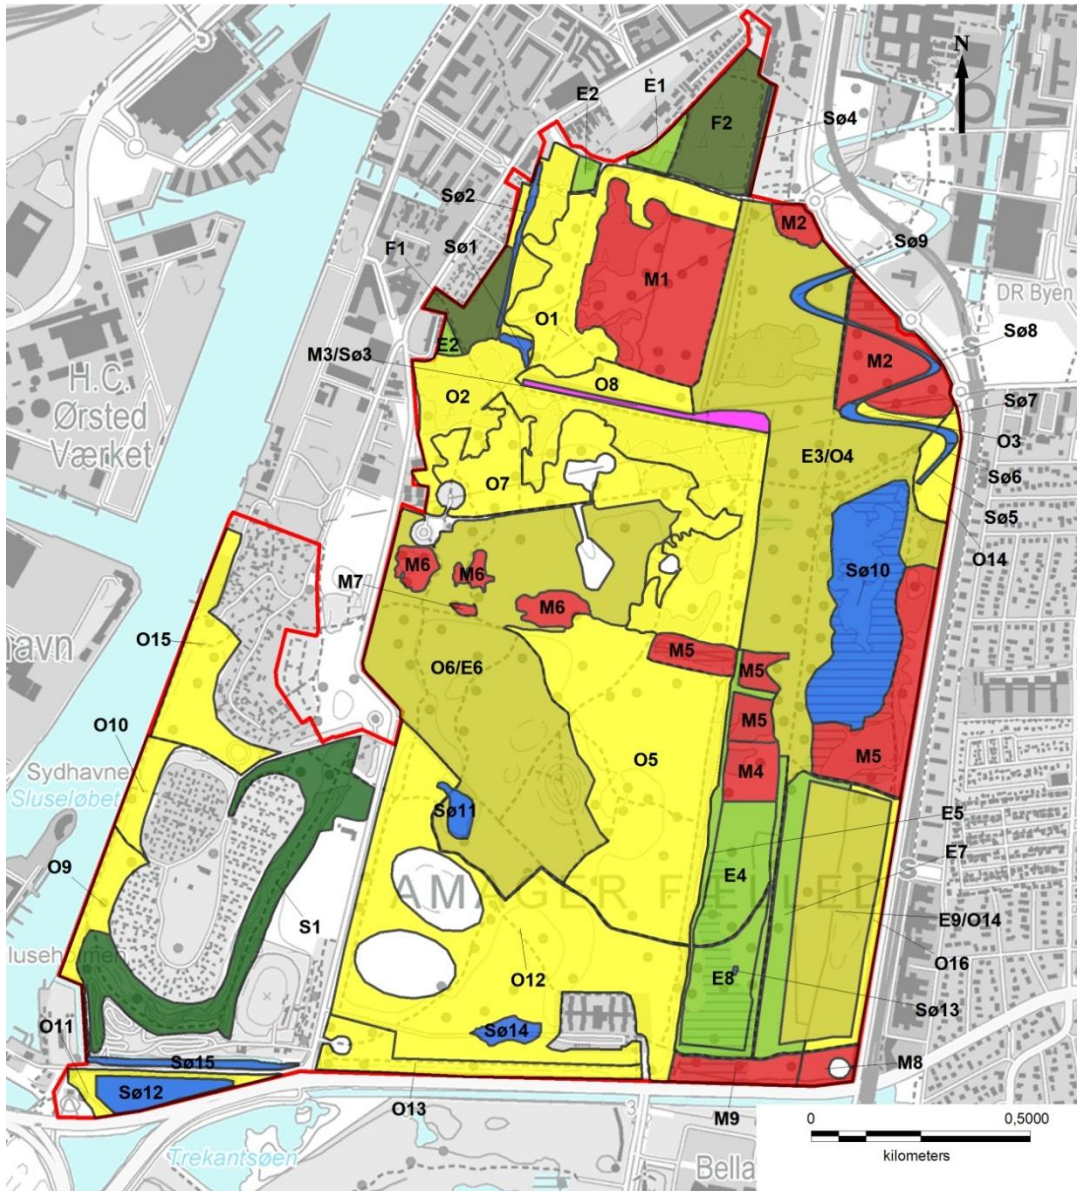 N
E2
E1
F2
Sø4
Sø2
M2
Sø9
F1
Sø1
M1
DR Byen
O1
Sø8
E2
S
M3/Sø3
M2
O8
H.C.
Ørsted
Værket
O2
Sø7
O3
E3/O4
O7
Sø6
Sø5
O14
M6
M6
Sø10
M7
M6
O15
M5
M5
O6/E6
O10
M5
O5
M5
Sydhavne
Sluseløbet
M4
Sø11
E5
E7
O9
S
E4
AMAGER FÆLLED
E9/O14
S1
O16
luseholmen
O12
E8
Sø13
O11
Sø14
Sø15
M8
Sø12
O13
3
M9
0 0,5000
kilometers
Trekantsøen
Bella